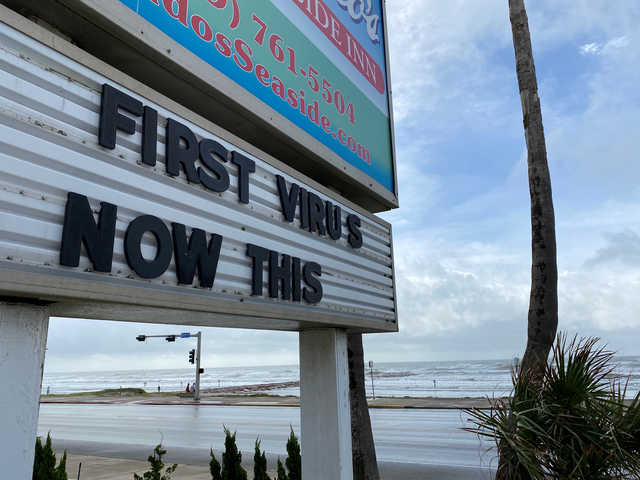 IDE INN
) 761-5504
dosSeaside.com
FIRST VIRUS
NOW THIS